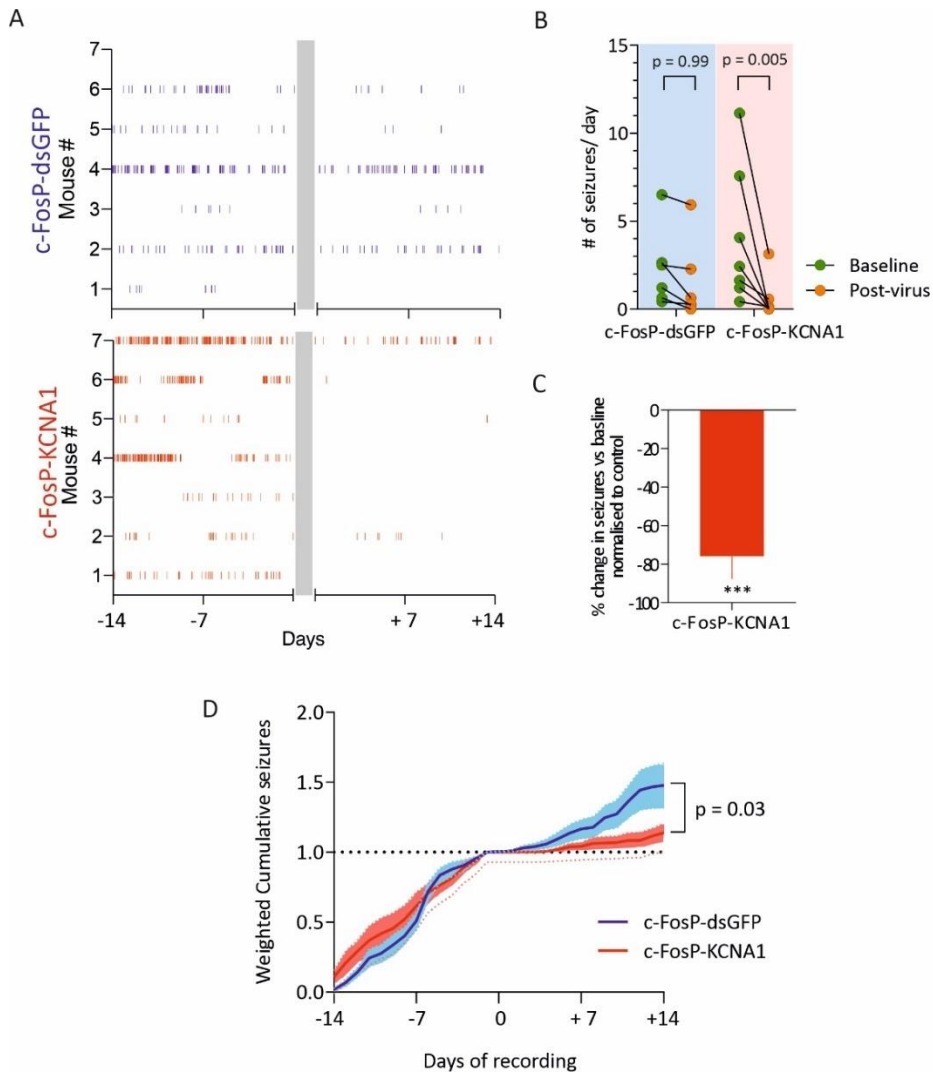 A
c-FosP-dsGFP
Mouse #
7
6
5
4
3
2
1
c-FosP-KCNA1
Mouse #
7
6
5
4
3
2
1
-14
-7
+ 7
+14
Days
B
# of seizures/ day
15
10
5
0
p = 0.99
p = 0.005
c-FosP-dsGFP
c-FosP-KCNA1
Baseline
Post-virus
C
% change in seizures vs basline
normalised to control
0
-20
-40
-60
-80
-100
***
c-FosP-KCNA1
D
Weighted Cumulative seizures
2.0
1.5
1.0
0.5
0.0
p = 0.03
c-FosP-dsGFP
c-FosP-KCNA1
-14
-7
0
+ 7
+14
Days of recording